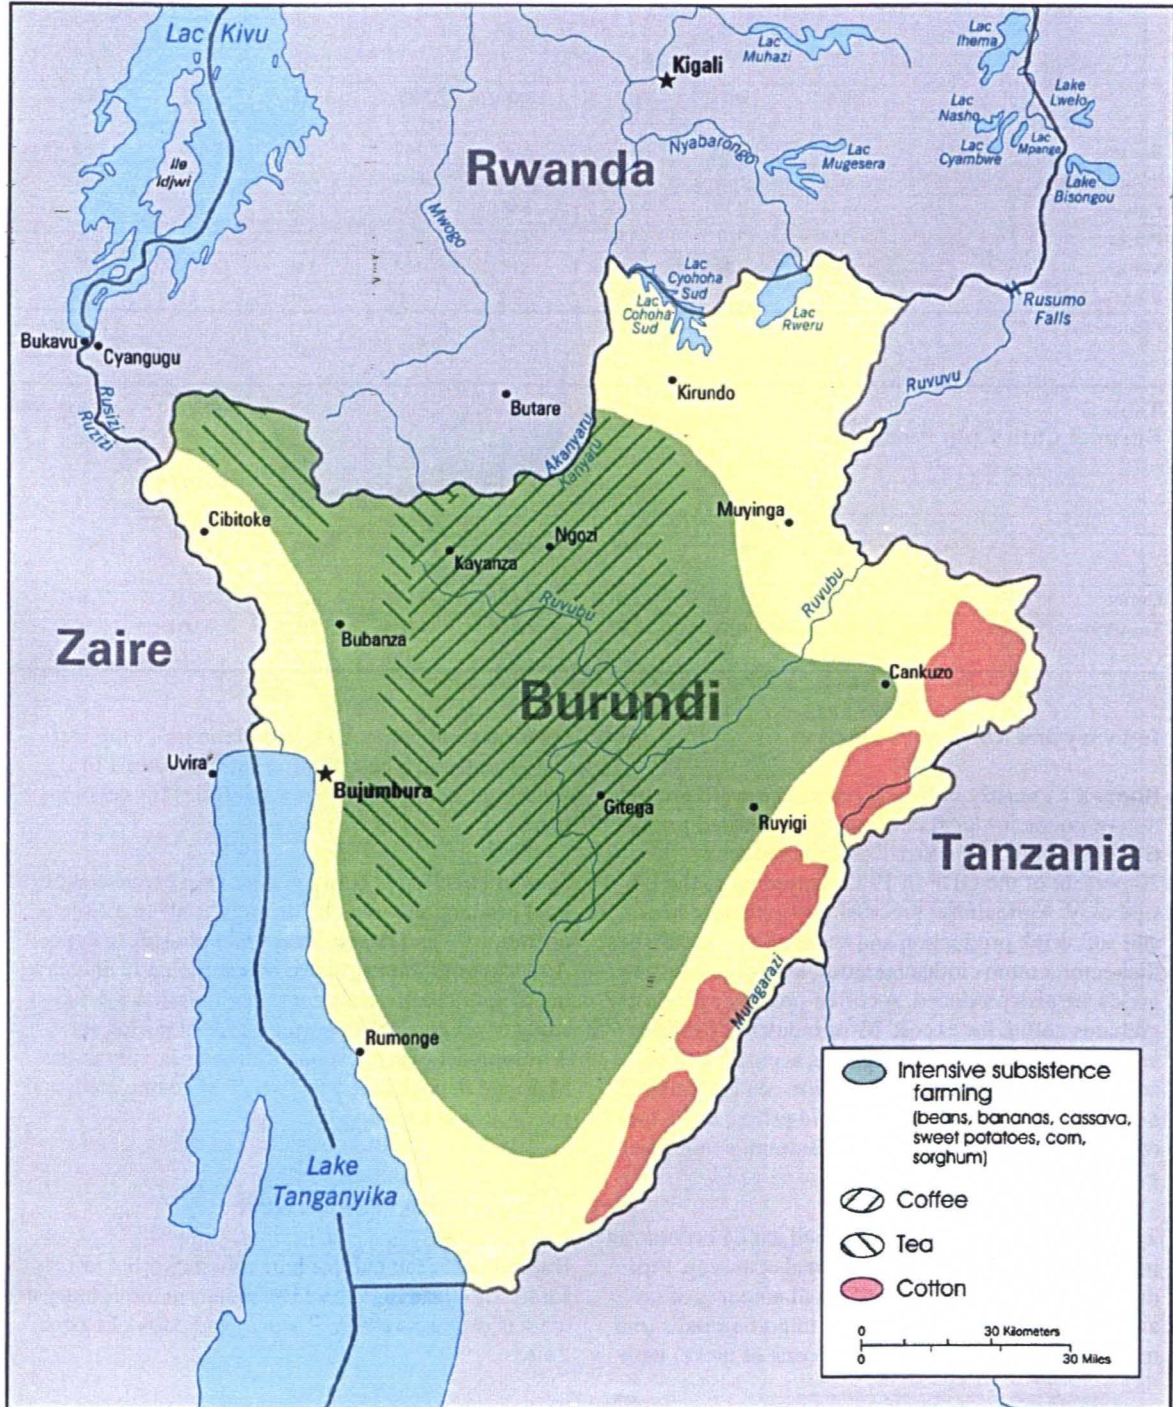 Lac Kivu
Ile
Idjwi
Kigali
Lac
Muhazi
Lac
Ihema
Lac
Nasho
Lac
Cyambwe
Lac
Mpanga
Lake
Lwelo
Lake
Bisongou
Nyabarongo
Lac
Mugesera
Rwanda
Mwogo
Lac
Cyohoha
Sud
Lac
Cohoha
Sud
Lac
Rweru
Rusumo
Falls
Bukavu
Cyangugu
Rusizi
Ruzizi
Butare
Kirundo
Ruvuvu
Akanyaru
Kanyaru
Cibitoke
Kayanza
Ngozi
Muyinga
Ruvubu
Ruvubu
Zaire
Bubanza
Burundi
Cankuzo
Uvira
Bujumbura
Gitega
Ruyigi
Tanzania
Muragarazi
Rumonge
Lake
Tanganyika
Intensive subsistence
farming
(beans, bananas, cassava,
sweet potatoes, corn,
sorghum)
Coffee
Tea
Cotton
0 30 Kilometers
0 30 Miles